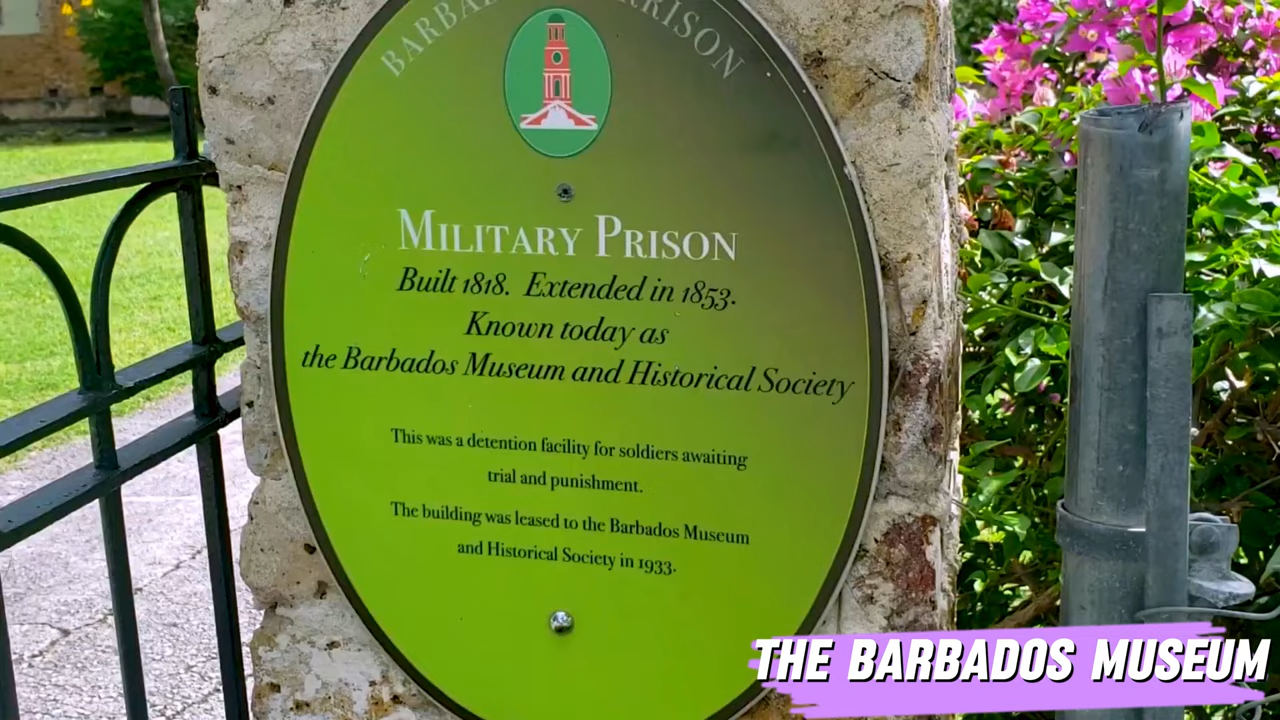 MILITARY PRISON
Built 1818. Extended in 1853.
Known today as
the Barbados Museum and Historical Society
This was a detention facility for soldiers awaiting
trial and punishment.
The building was leased to the Barbados Museum
and Historical Society in 1933.
THE BARBADOS MUSEUM